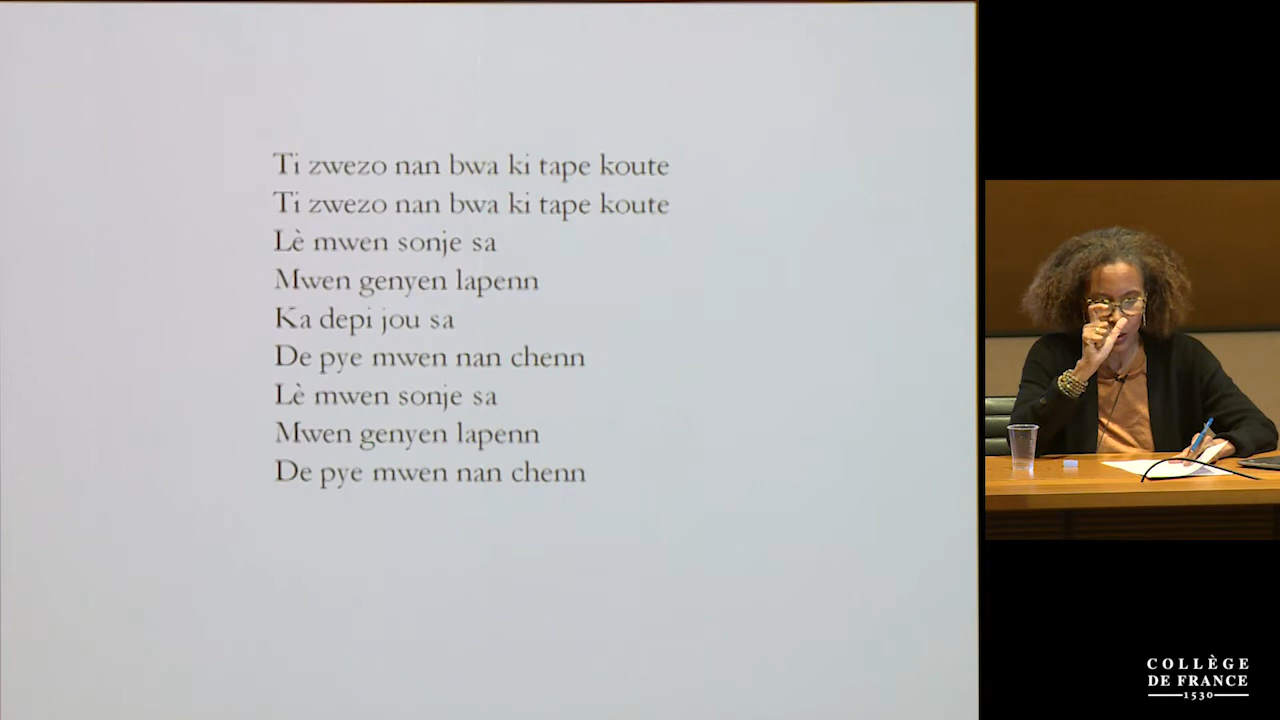 Ti zwezo nan bwa ki tape koute
Ti zwezo nan bwa ki tape koute
Lè mwen sonje sa
Mwen genyen lapenn
Ka depi jou sa
De pye mwen nan chenn
Lè mwen sonje sa
Mwen genyen lapenn
De pye mwen nan chenn
COLLÈGE
DE FRANCE
1530